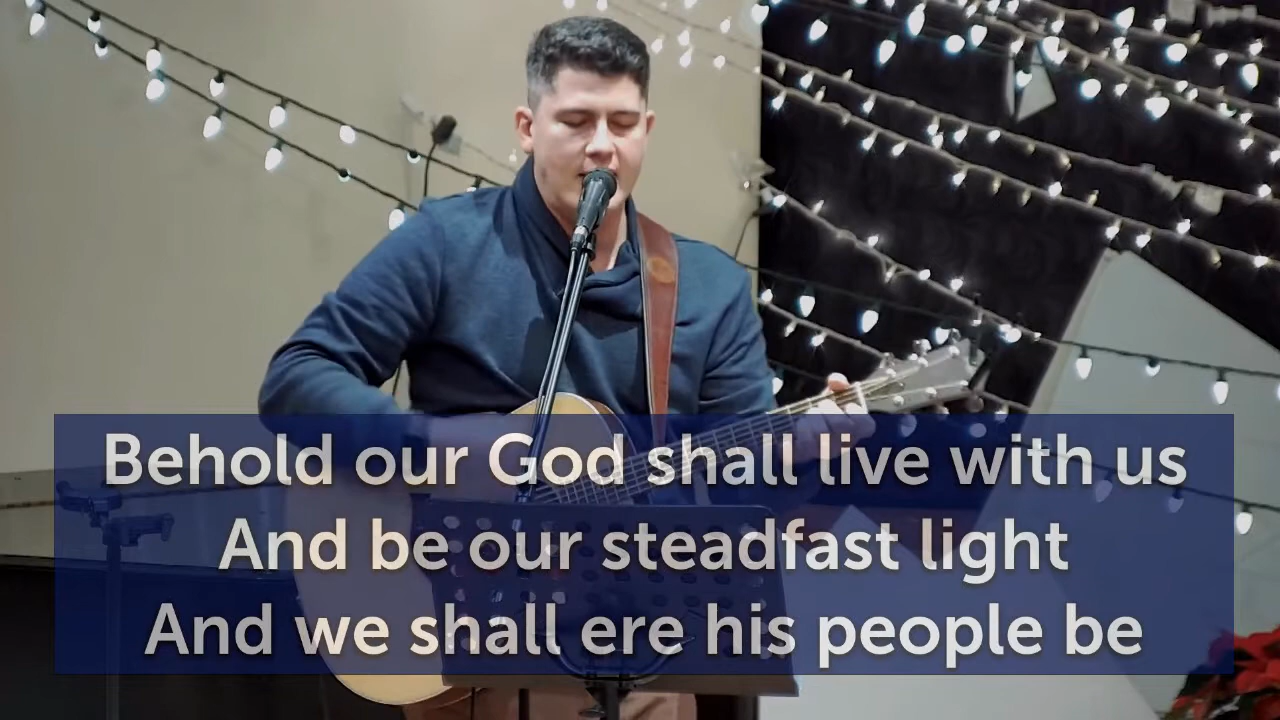 Behold our God shall live with us
And be our steadfast light
And we shall ere his people be